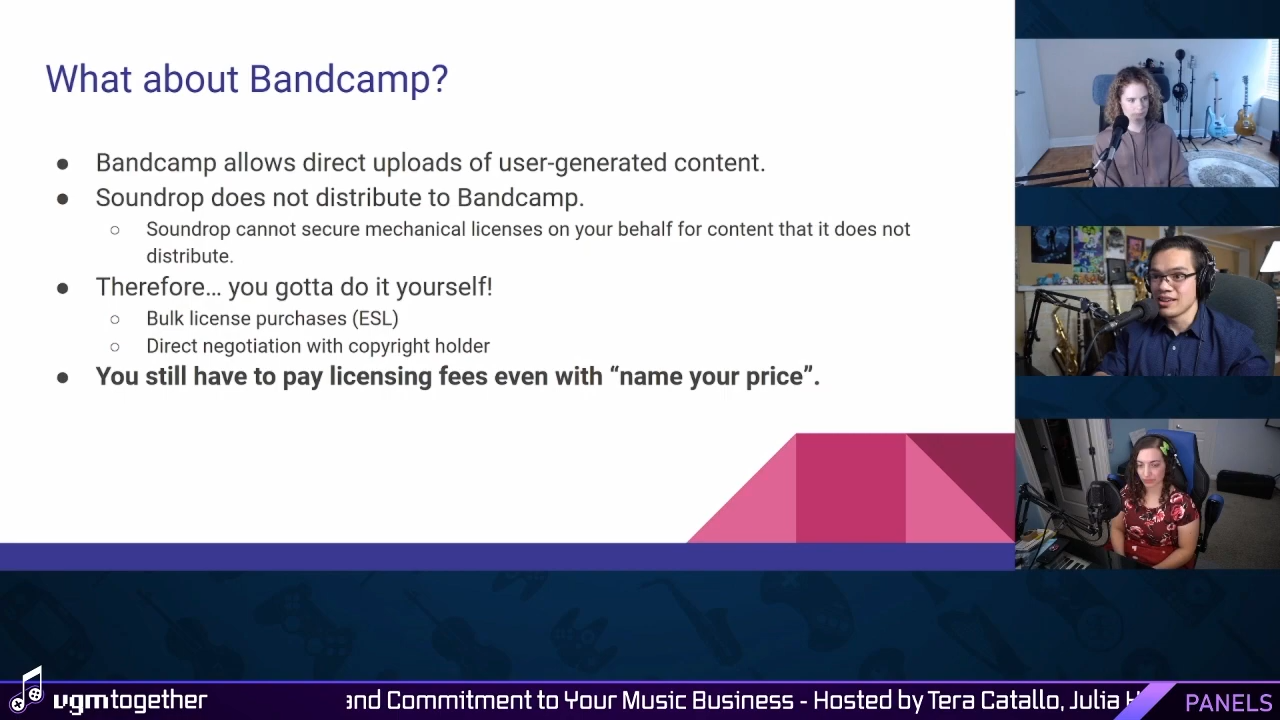 What about Bandcamp?
● Bandcamp allows direct uploads of user-generated content.
● Soundrop does not distribute to Bandcamp.
○ Soundrop cannot secure mechanical licenses on your behalf for content that it does not
distribute.
● Therefore… you gotta do it yourself!
○ Bulk license purchases (ESL)
○ Direct negotiation with copyright holder
● You still have to pay licensing fees even with “name your price”.
vgmtogether
and Commitment to Your Music Business - Hosted by Tera Catallo, Julia
PANELS